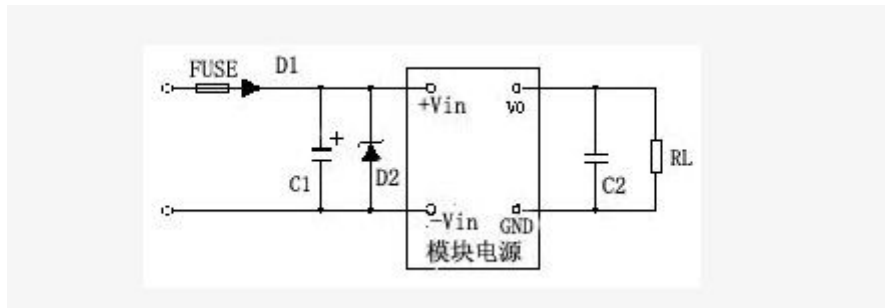 FUSE D1
+Vin VO
C1 + D2 C2 RL
-Vin GND
模块电源